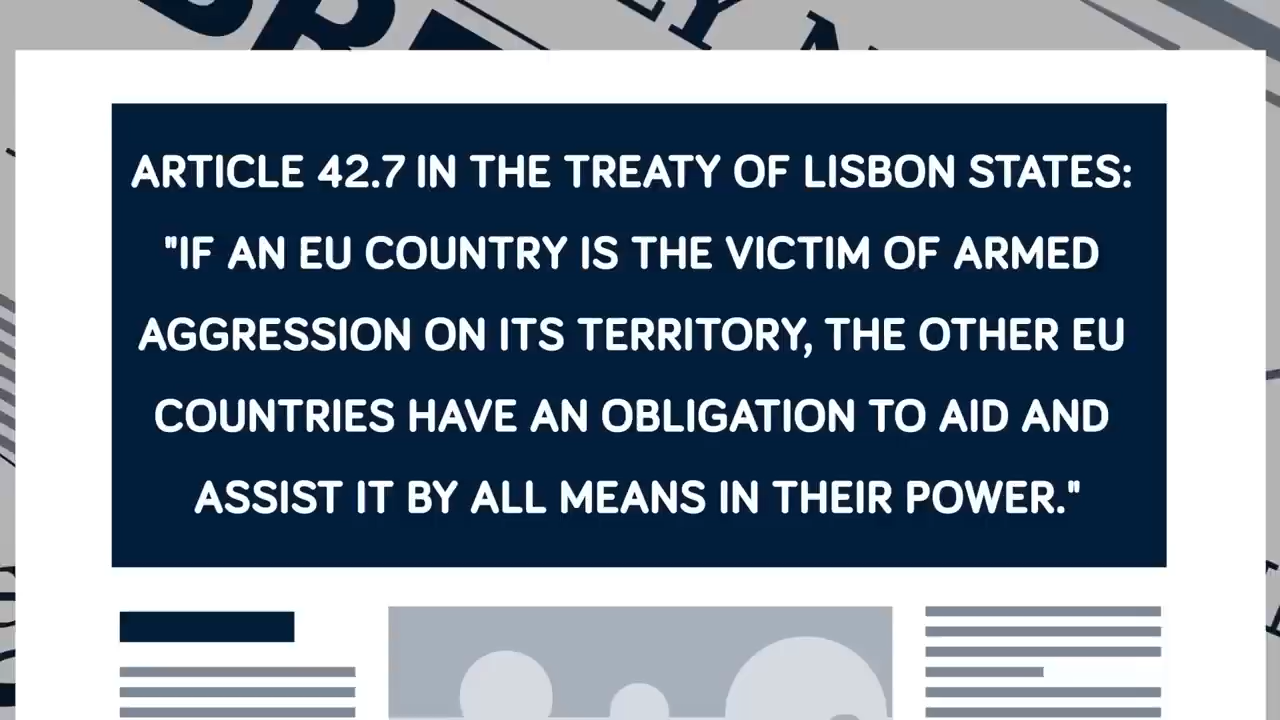 ARTICLE 42.7 IN THE TREATY OF LISBON STATES:
"IF AN EU COUNTRY IS THE VICTIM OF ARMED
AGGRESSION ON ITS TERRITORY, THE OTHER EU
COUNTRIES HAVE AN OBLIGATION TO AID AND
ASSIST IT BY ALL MEANS IN THEIR POWER."